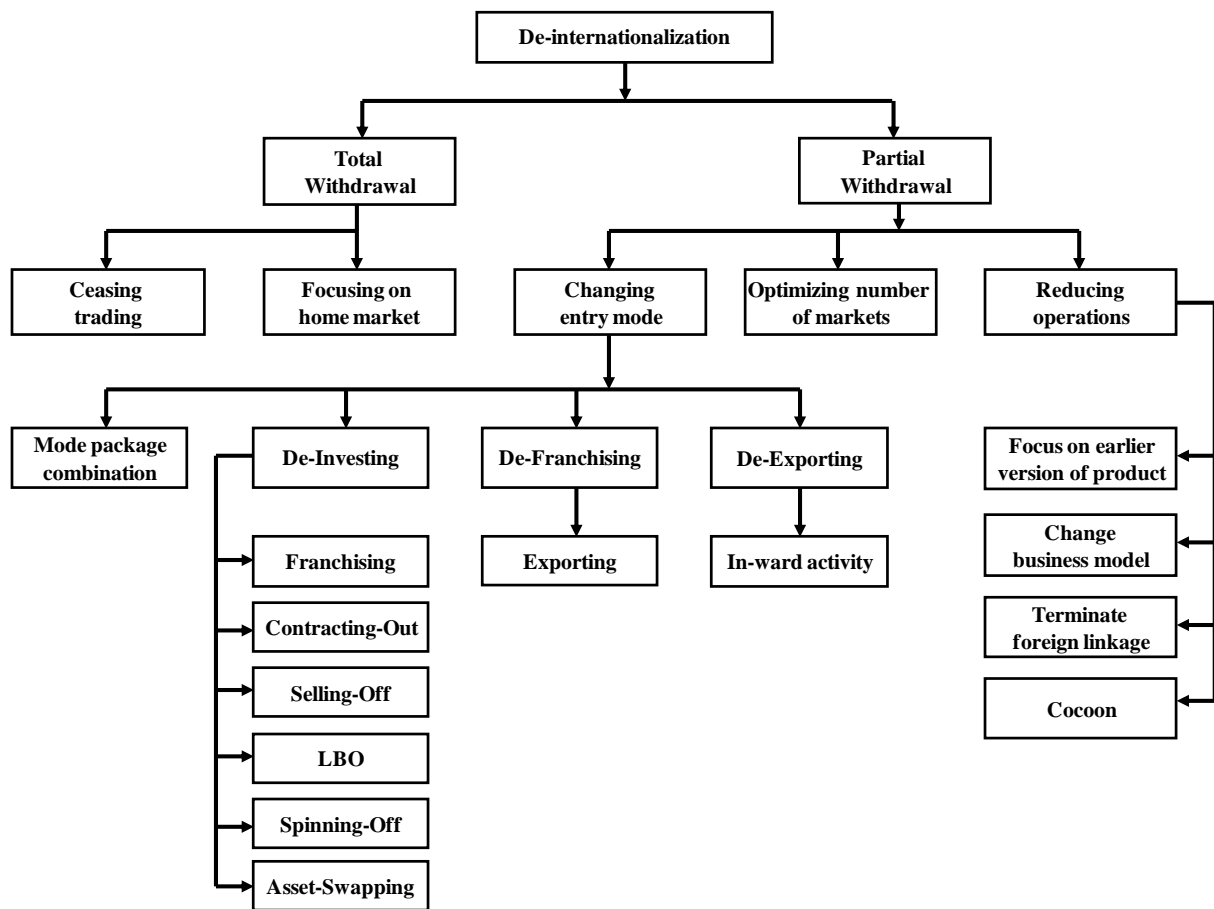 De-internationalization
Total
Withdrawal
Partial
Withdrawal
Ceasing
trading
Focusing on
home market
Changing
entry mode
Optimizing number
of markets
Reducing
operations
Mode package
combination
De-Investing
De-Franchising
De-Exporting
Focus on earlier
version of product
Franchising
Exporting
In-ward activity
Change
business model
Contracting-Out
Terminate
foreign linkage
Selling-Off
Cocoon
LBO
Spinning-Off
Asset-Swapping